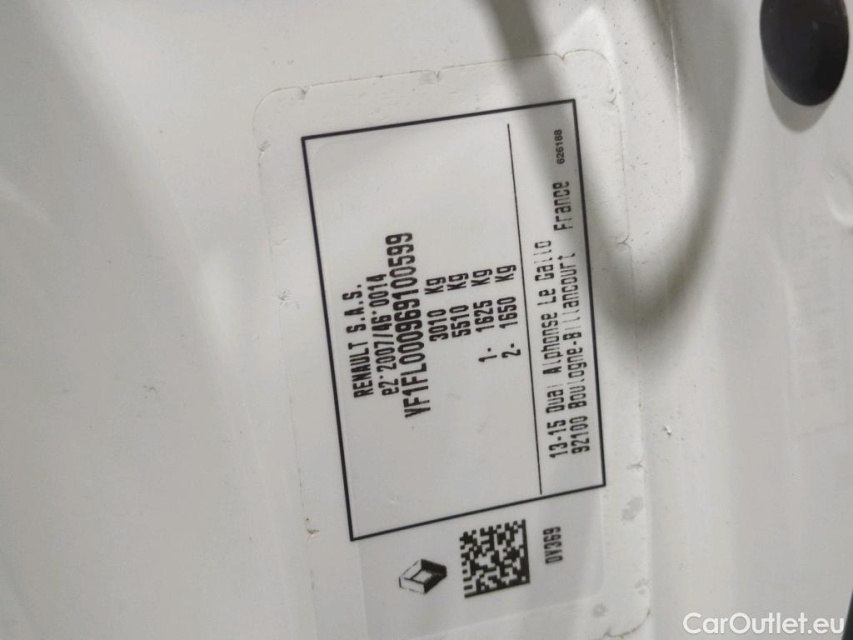 RENAULT S.A.S.
e2*2007/46*0014
VF1FL000969100599
3010 Kg
5510 Kg
1- 1625 Kg
2- 1650 Kg
13-15 Quai Alphonse Le Gallo
92100 Boulogne-Billancourt France 626168
OV369
CarOutlet.eu